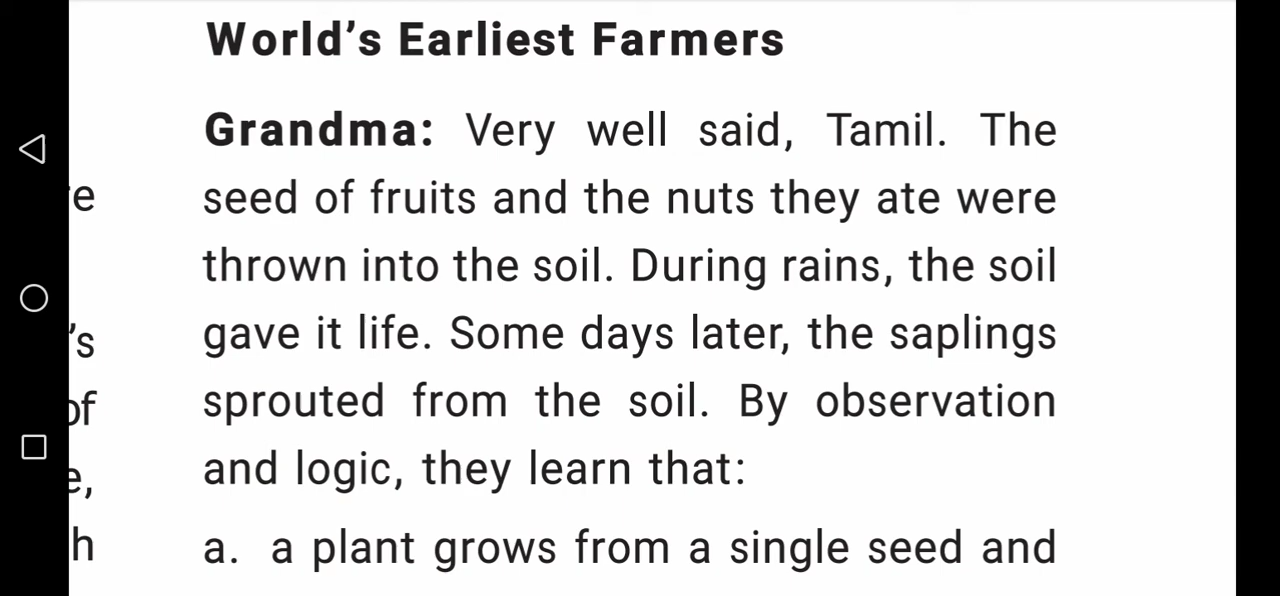 World's Earliest Farmers
Grandma: Very well said, Tamil. The
seed of fruits and the nuts they ate were
thrown into the soil. During rains, the soil
gave it life. Some days later, the saplings
sprouted from the soil. By observation
and logic, they learn that:
a. a plant grows from a single seed and